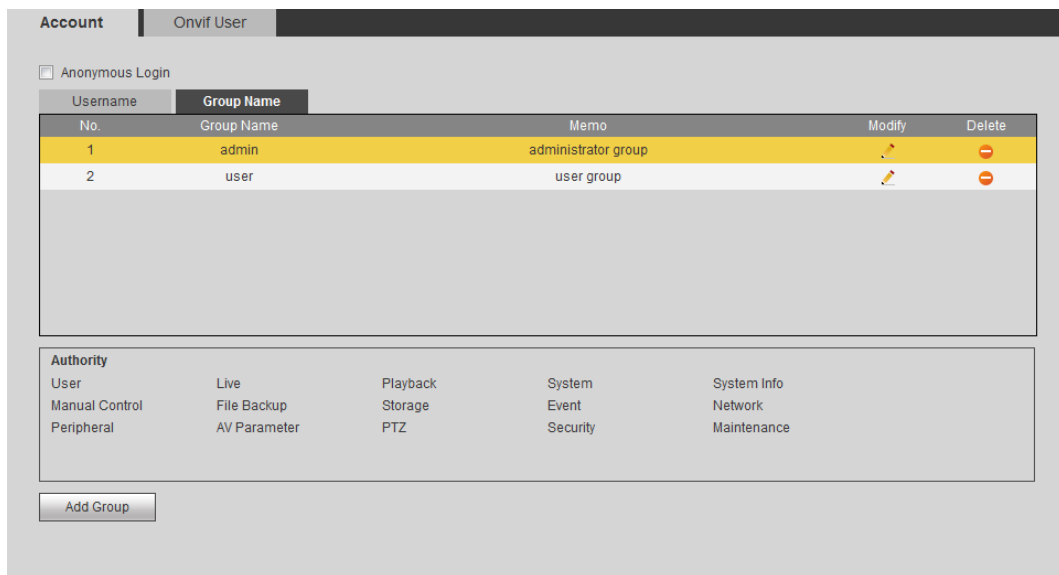 Account Onvif User
Anonymous Login
Username Group Name
No. Group Name Memo Modify Delete
1 admin administrator group
2 user user group
Authority
User Live Playback System System Info
Manual Control File Backup Storage Event Network
Peripheral AV Parameter PTZ Security Maintenance
Add Group